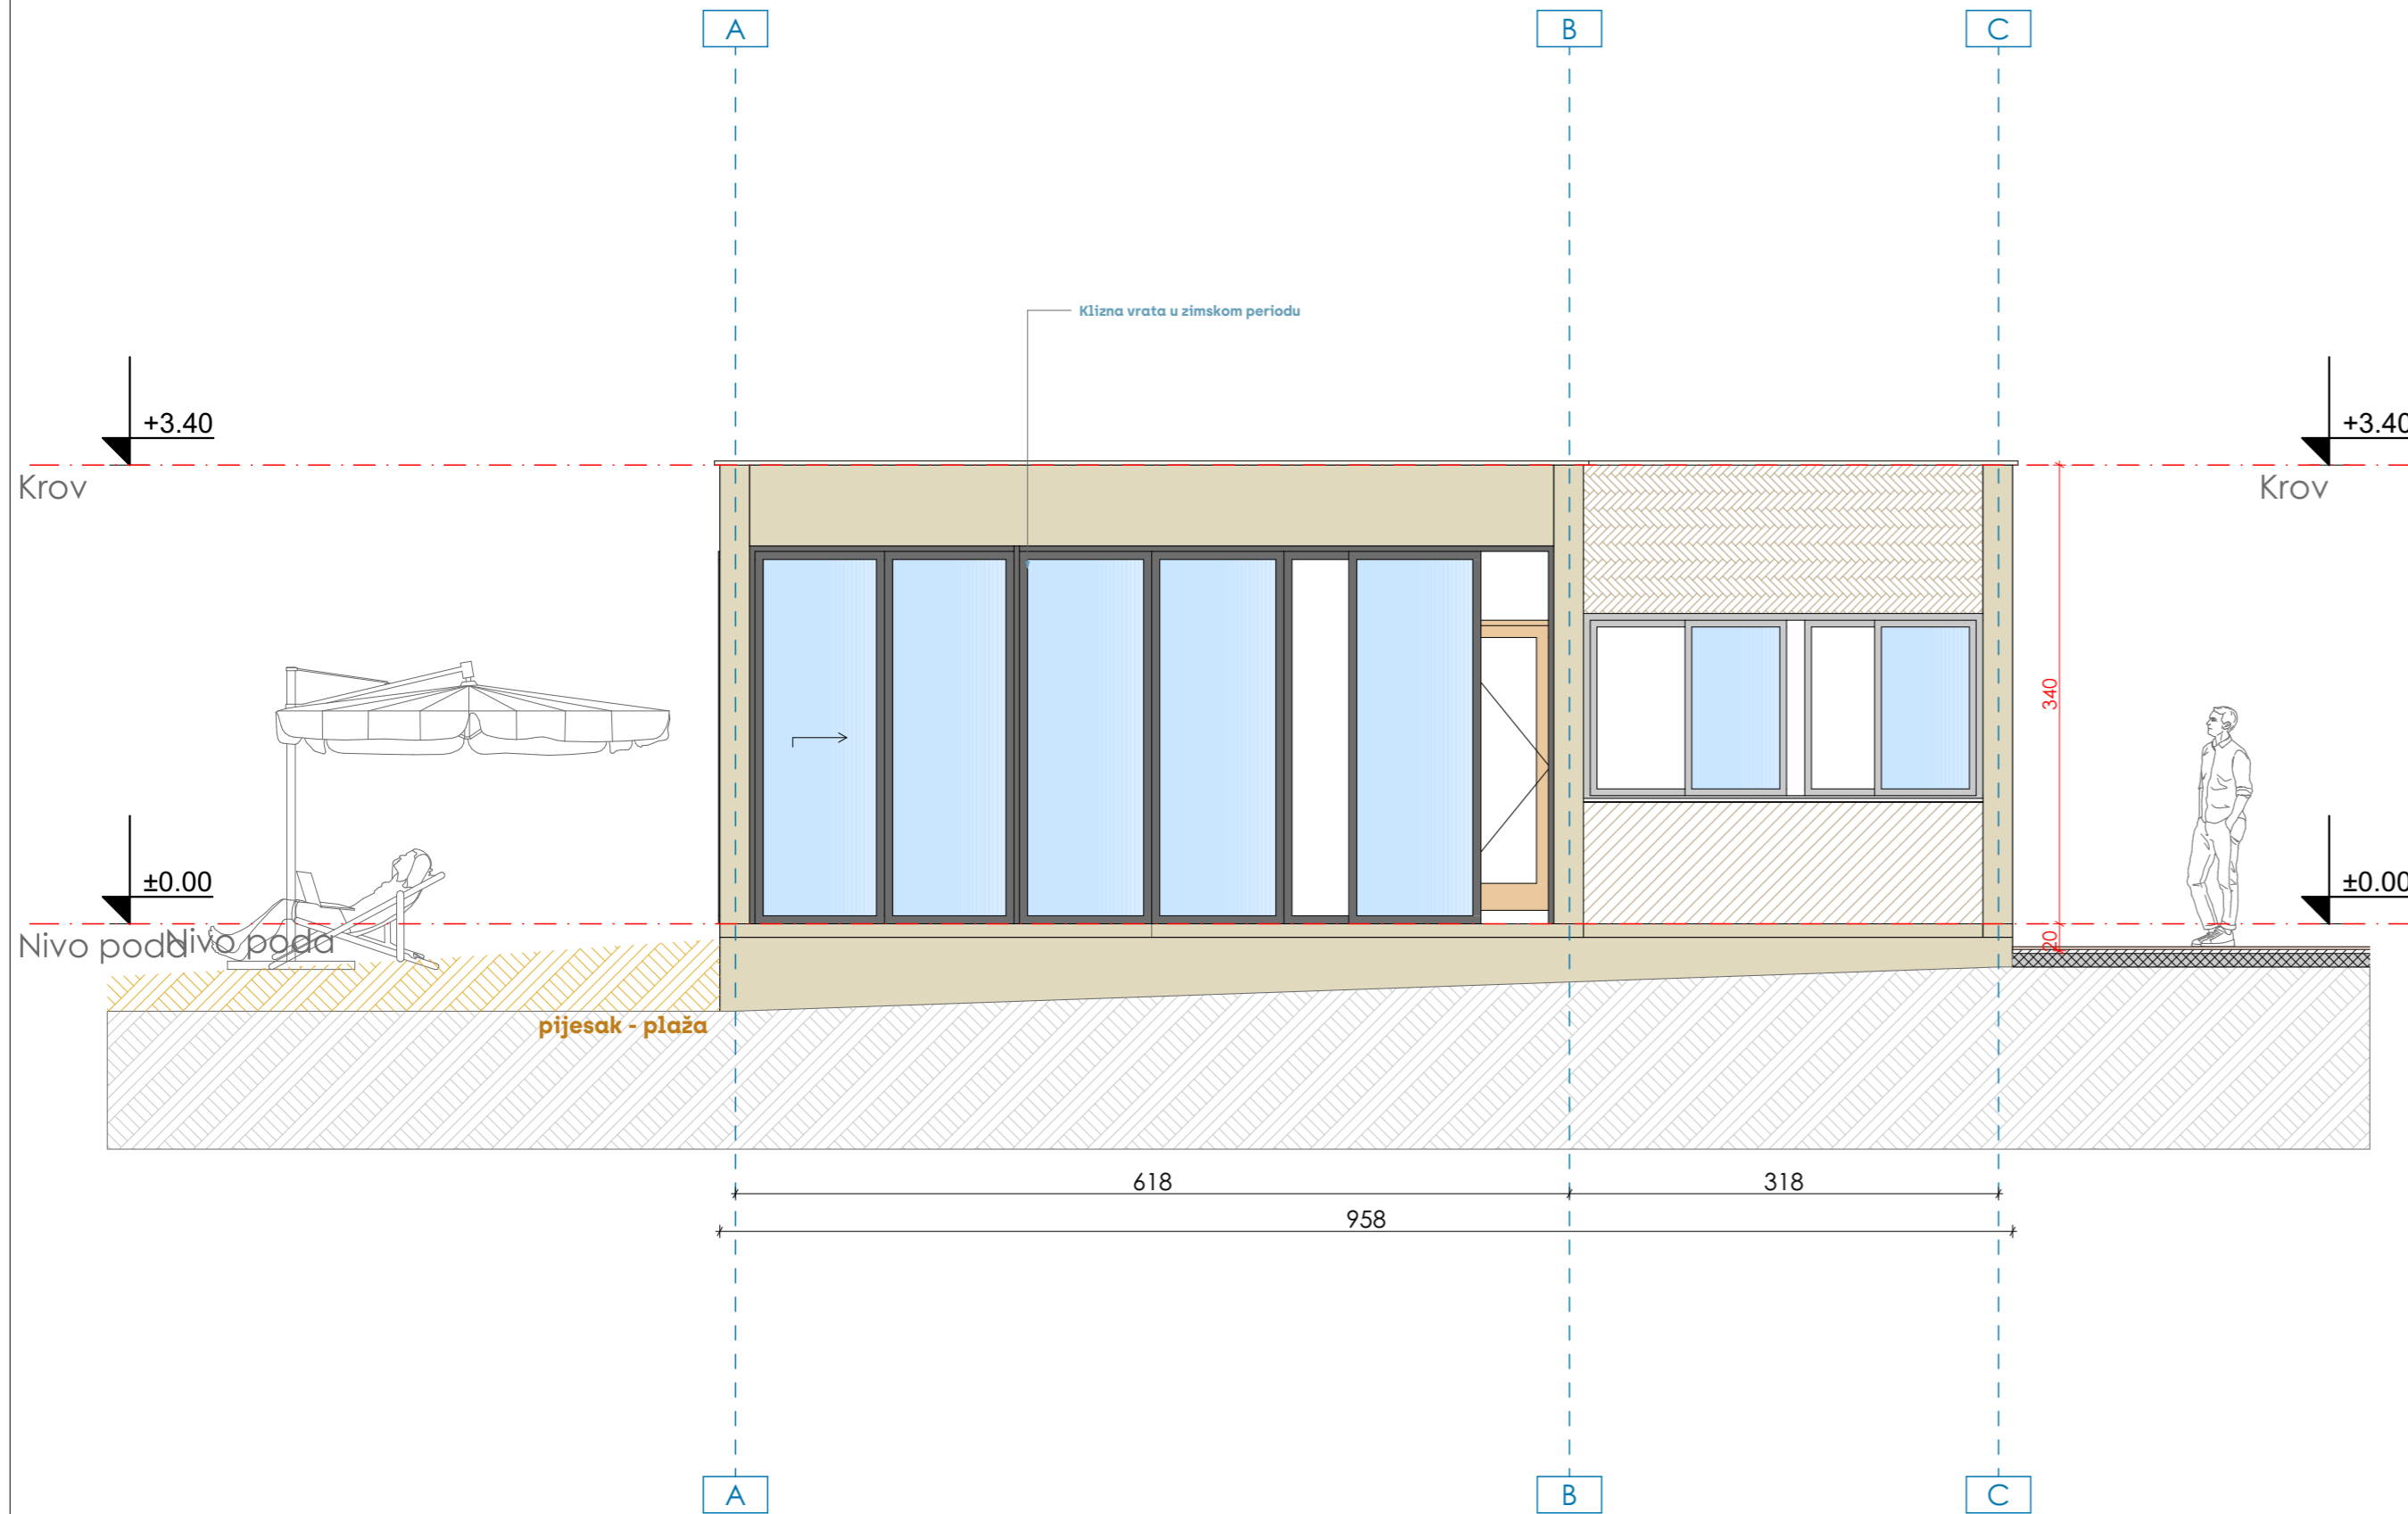 A B C
Klizna vrata u zimskom periodu
+3.40 +3.40
Krov Krov
340
±0.00 ±0.00
Nivo poda Nivo poda
20
pijesak - plaža
618 318
958
A B C